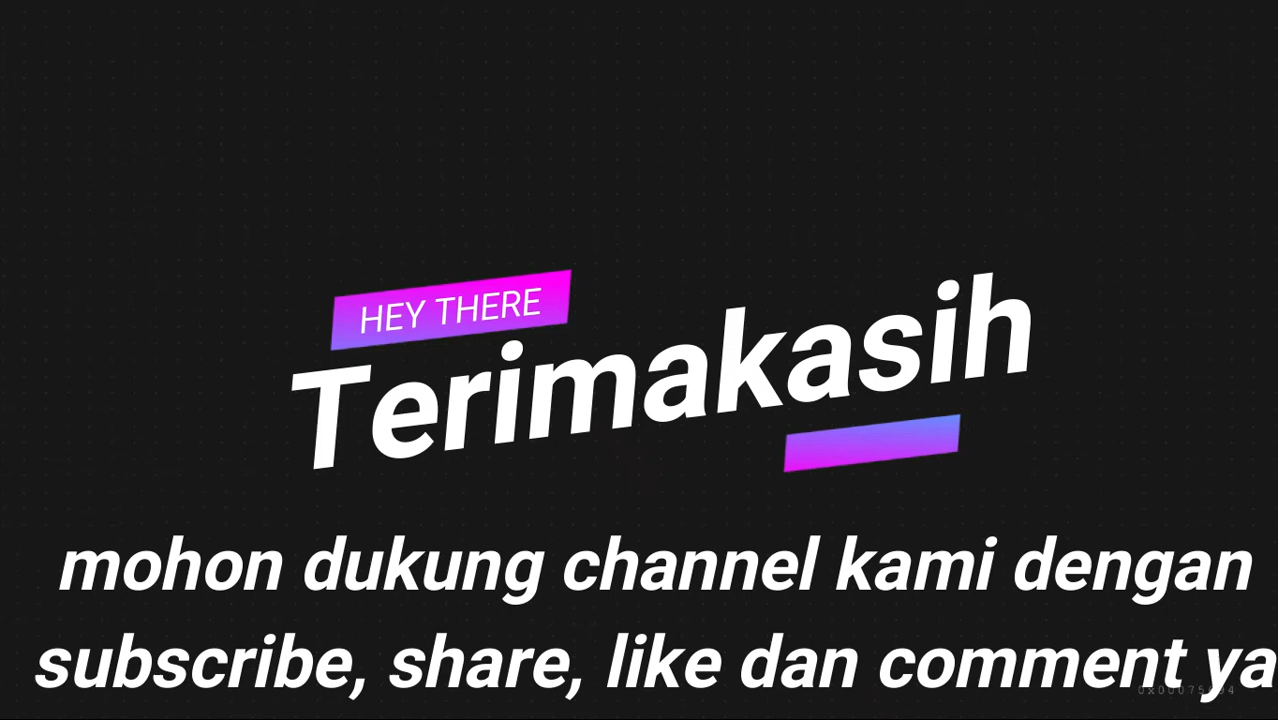 HEY THERE
Terimakasih
mohon dukung channel kami dengan
subscribe, share, like dan comment ya